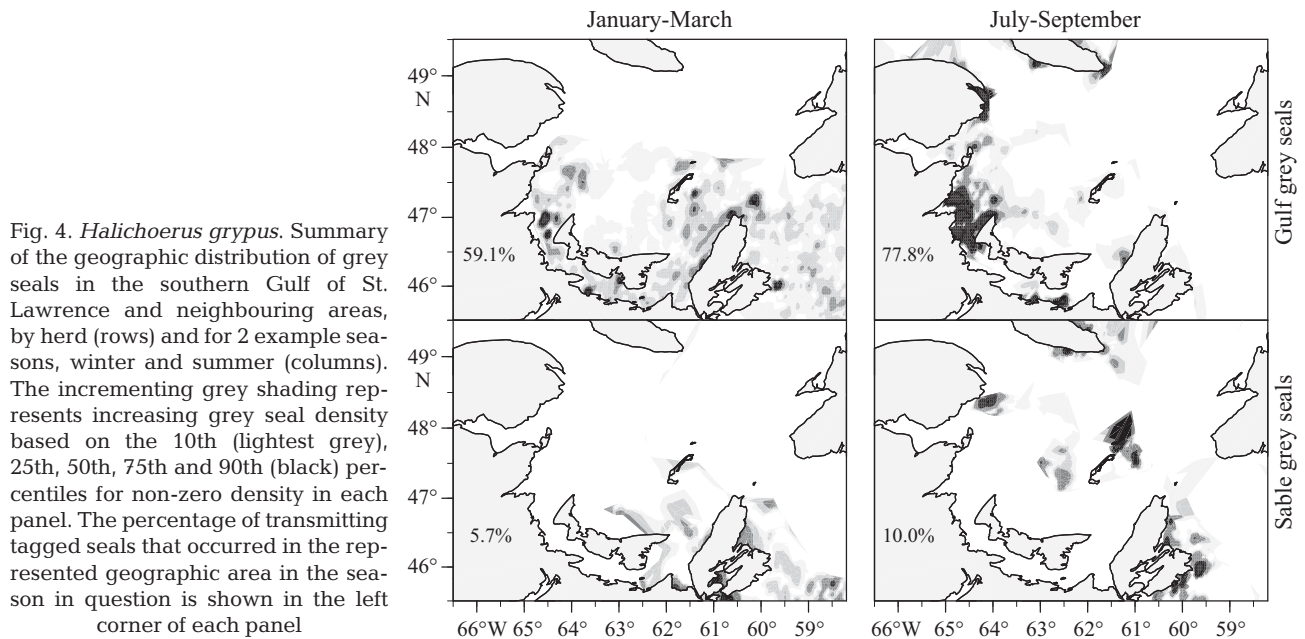 January-March
July-September
49°
N
48°
47°
46°
59.1%
77.8%
Gulf grey seals
49°
N
48°
47°
46°
5.7%
10.0%
Sable grey seals
66°W 65° 64° 63° 62° 61° 60° 59°
66°W 65° 64° 63° 62° 61° 60° 59°
Fig. 4. Halichoerus grypus. Summary
of the geographic distribution of grey
seals in the southern Gulf of St.
Lawrence and neighbouring areas,
by herd (rows) and for 2 example sea-
sons, winter and summer (columns).
The incrementing grey shading rep-
resents increasing grey seal density
based on the 10th (lightest grey),
25th, 50th, 75th and 90th (black) per-
centiles for non-zero density in each
panel. The percentage of transmitting
tagged seals that occurred in the rep-
resented geographic area in the sea-
son in question is shown in the left
corner of each panel